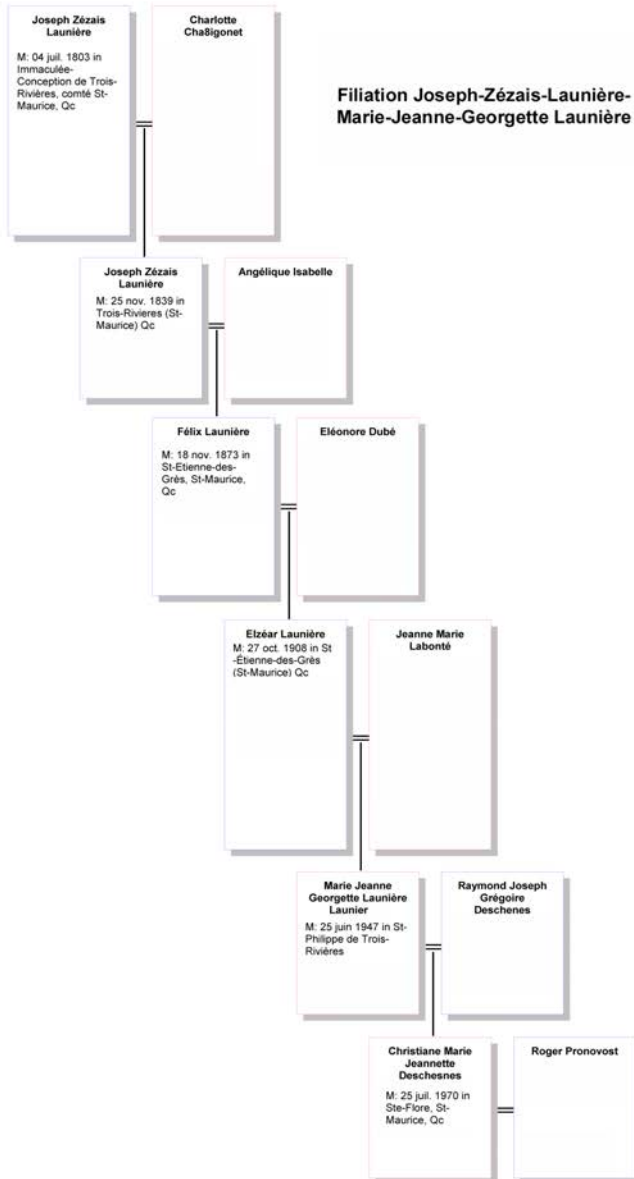 Joseph Zézais
Launière
M: 04 juil. 1803 in
Immaculée-
Conception de Trois-
Rivières, comté St-
Maurice, Qc
Charlotte
Cha8igonet
Filiation Joseph-Zézais-Launière-
Marie-Jeanne-Georgette Launière
Joseph Zézais
Launière
M: 25 nov. 1839 in
Trois-Rivieres (St-
Maurice) Qc
Angélique Isabelle
Félix Launière
M: 18 nov. 1873 in
St-Etienne-des-
Grès, St-Maurice,
Qc
Eléonore Dubé
Elzéar Launière
M: 27 oct. 1908 in St
-Étienne-des-Grès
(St-Maurice) Qc
Jeanne Marie
Labonté
Marie Jeanne
Georgette Launière
Launier
M: 25 juin 1947 in St-
Philippe de Trois-
Rivières
Raymond Joseph
Grégoire
Deschenes
Christiane Marie
Jeannette
Deschesnes
M: 25 juil. 1970 in
Ste-Flore, St-
Maurice, Qc
Roger Pronovost